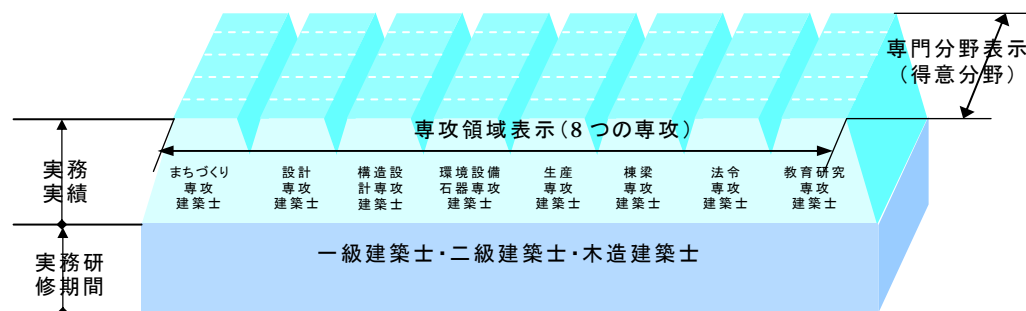 専門分野表示
(得意分野)
専攻領域表示(8つの専攻)
実務
実績
まちづくり
専攻
建築士
設計
専攻
建築士
構造設
計専攻
建築士
環境設備
石器専攻
建築士
生産
専攻
建築士
棟梁
専攻
建築士
法令
専攻
建築士
教育研究
専攻
建築士
一級建築士・二級建築士・木造建築士
実務研
修期間